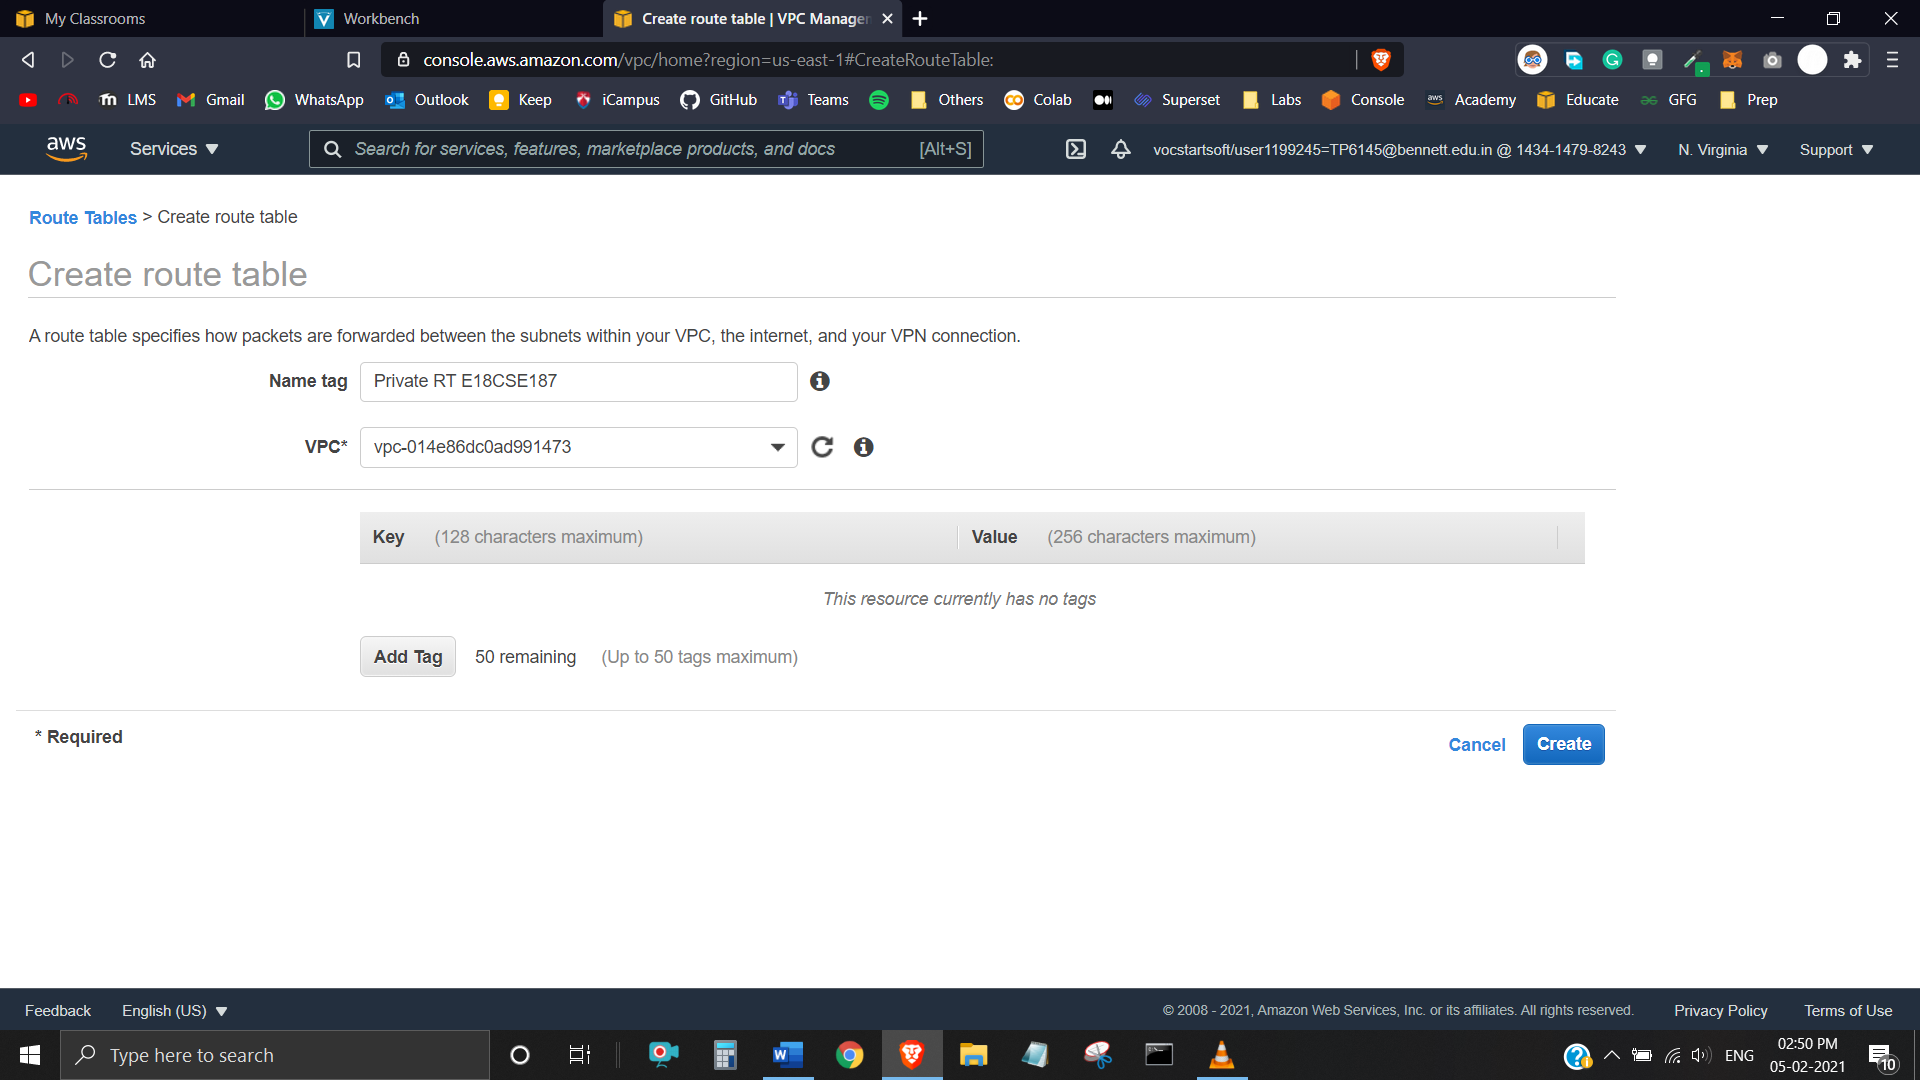 My Classrooms
Workbench
Create route table | VPC Manage
console.aws.amazon.com/vpc/home?region=us-east-1#CreateRouteTable:
LMS Gmail WhatsApp Outlook Keep iCampus GitHub Teams Others Colab Superset Labs Console Academy Educate GFG Prep
aws Services Search for services, features, marketplace products, and docs [Alt+S] vocstartsoft/user1199245=TP6145@bennett.edu.in @ 1434-1479-8243 N. Virginia Support
Route Tables > Create route table
Create route table
A route table specifies how packets are forwarded between the subnets within your VPC, the internet, and your VPN connection.
Name tag Private RT E18CSE187
VPC* vpc-014e86dc0ad991473
Key (128 characters maximum) Value (256 characters maximum)
This resource currently has no tags
Add Tag 50 remaining (Up to 50 tags maximum)
* Required
Cancel Create
Feedback English (US) © 2008 - 2021, Amazon Web Services, Inc. or its affiliates. All rights reserved. Privacy Policy Terms of Use
Type here to search
ENG
02:50 PM
05-02-2021
10